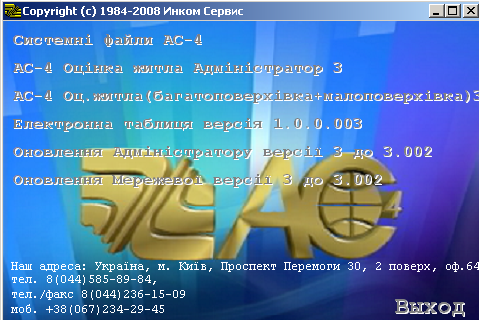 Copyright (c) 1984-2008 Инком Сервис
Системні файли АС-4
АС-4 Оцінка житла Адміністратор 3
АС-4 Оц.житла(багатоповерхівка+малоповерхівка)3
Електронна таблиця версія 1.0.0.003
Оновлення Адміністратору версії 3 до 3.002
Оновлення Мережевої версії 3 до 3.002
АС
4
Наш адреса: Україна, м. Київ, Проспект Перемоги 30, 2 поверх, оф.64
тел. 8(044)585-89-84,
тел./факс 8(044)236-15-09
моб. +38(067)234-29-45
Выход